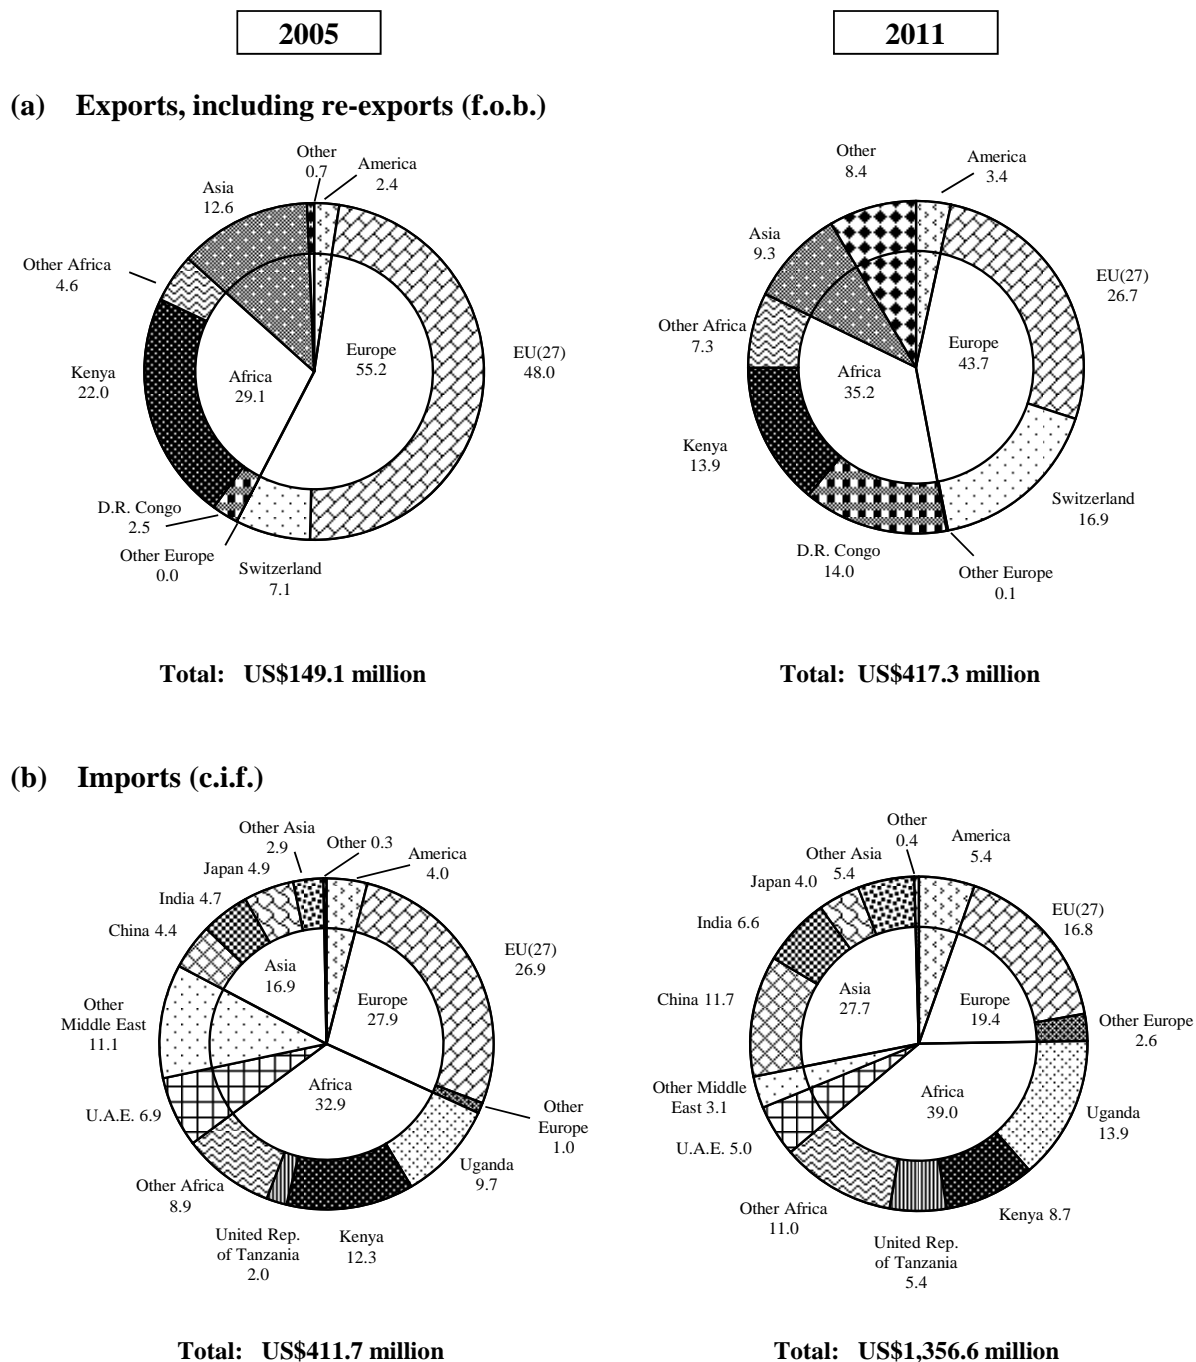 2005
2011
(a) Exports, including re-exports (f.o.b.)
Other
0.7
America
2.4
Asia
12.6
Other Africa
4.6
Europe
55.2
EU(27)
48.0
Kenya
22.0
Africa
29.1
D.R. Congo
2.5
Other Europe
0.0
Switzerland
7.1
Total: US$149.1 million
Other
8.4
America
3.4
Asia
9.3
EU(27)
26.7
Other Africa
7.3
Europe
43.7
Africa
35.2
Kenya
13.9
Switzerland
16.9
D.R. Congo
14.0
Other Europe
0.1
Total: US$417.3 million
(b) Imports (c.i.f.)
Other Asia
2.9
Other 0.3
America
4.0
Japan 4.9
India 4.7
China 4.4
EU(27)
26.9
Asia
16.9
Europe
27.9
Other
Middle East
11.1
Africa
32.9
U.A.E. 6.9
Other
Europe
1.0
Uganda
9.7
Other Africa
8.9
United Rep.
of Tanzania
2.0
Kenya
12.3
Total: US$411.7 million
Other
0.4
America
5.4
Other Asia
5.4
Japan 4.0
EU(27)
16.8
India 6.6
China 11.7
Asia
27.7
Europe
19.4
Other Europe
2.6
Other Middle
East 3.1
Africa
39.0
Uganda
13.9
U.A.E. 5.0
Other Africa
11.0
Kenya 8.7
United Rep.
of Tanzania
5.4
Total: US$1,356.6 million